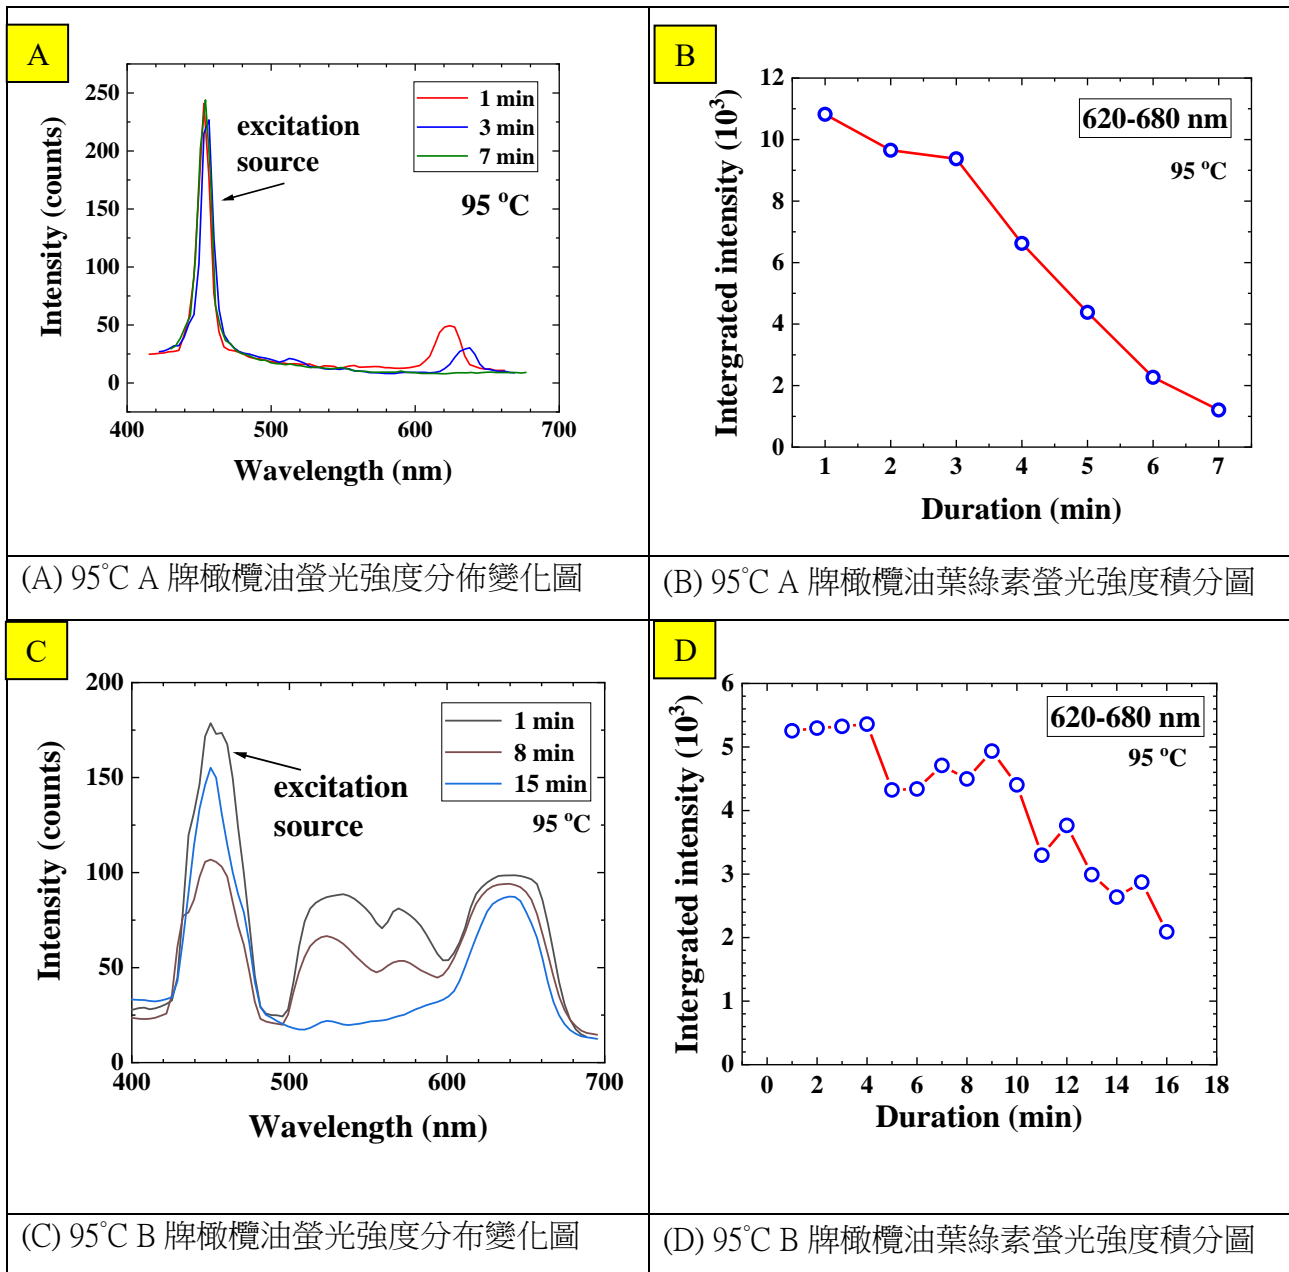 A
250
200
150
100
50
0
400
500
600
700
Intensity (counts)
Wavelength (nm)
excitation
source
1 min
3 min
7 min
95 °C
B
12
10
8
6
4
2
0
1
2
3
4
5
6
7
Intergrated intensity (10³)
Duration (min)
620-680 nm
95 °C
(A) 95°C A 牌橄欖油螢光強度分佈變化圖
(B) 95°C A 牌橄欖油葉綠素螢光強度積分圖
C
200
150
100
50
0
400
500
600
700
Intensity (counts)
Wavelength (nm)
excitation
source
1 min
8 min
15 min
95 °C
D
6
5
4
3
2
1
0
0
2
4
6
8
10
12
14
16
18
Intergrated intensity (10³)
Duration (min)
620-680 nm
95 °C
(C) 95°C B 牌橄欖油螢光強度分布變化圖
(D) 95°C B 牌橄欖油葉綠素螢光強度積分圖